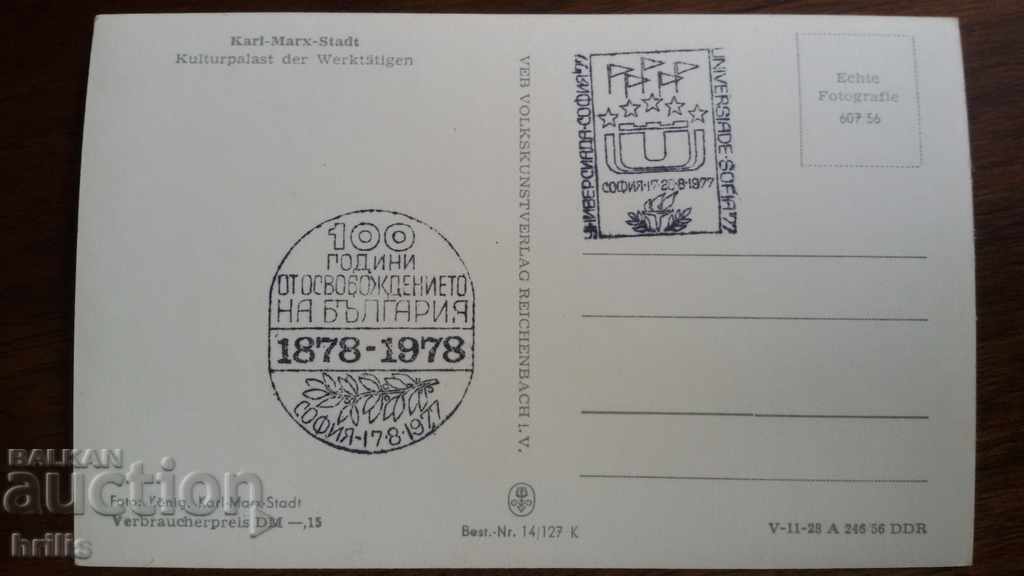 Karl-Marx-Stadt
Kulturpalast der Werktätigen
УНИВЕРСИАДА·СОФИЯ'77
UNIVERSIADE·SOFIA'77
СОФИЯ·17·8·1977
Echte
Fotografie
607 56
100
ГОДИНИ
ОТ ОСВОБОЖДЕНИЕТО
НА БЪЛГАРИЯ
1878-1978
СОФИЯ-17·8·1977
VEB VOLKSKUNSTVERLAG REICHENBACH i. V.
BALKAN
auction
hrilis
Foto: König, Karl-Marx-Stadt
Verbraucherpreis DM —,15
Best.-Nr. 14/127 K
V-11-28 A 246 56 DDR